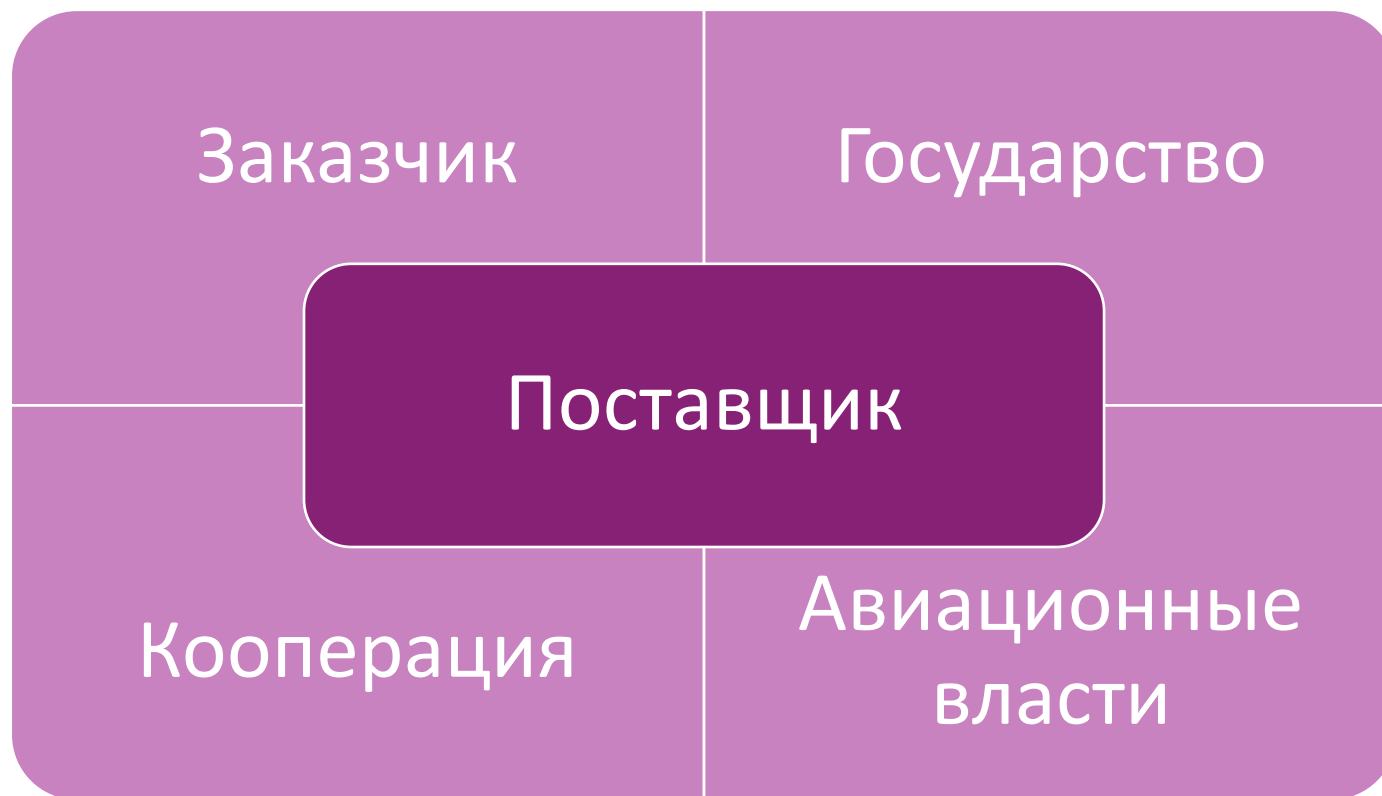 Заказчик
Государство
Поставщик
Кооперация
Авиационные
власти